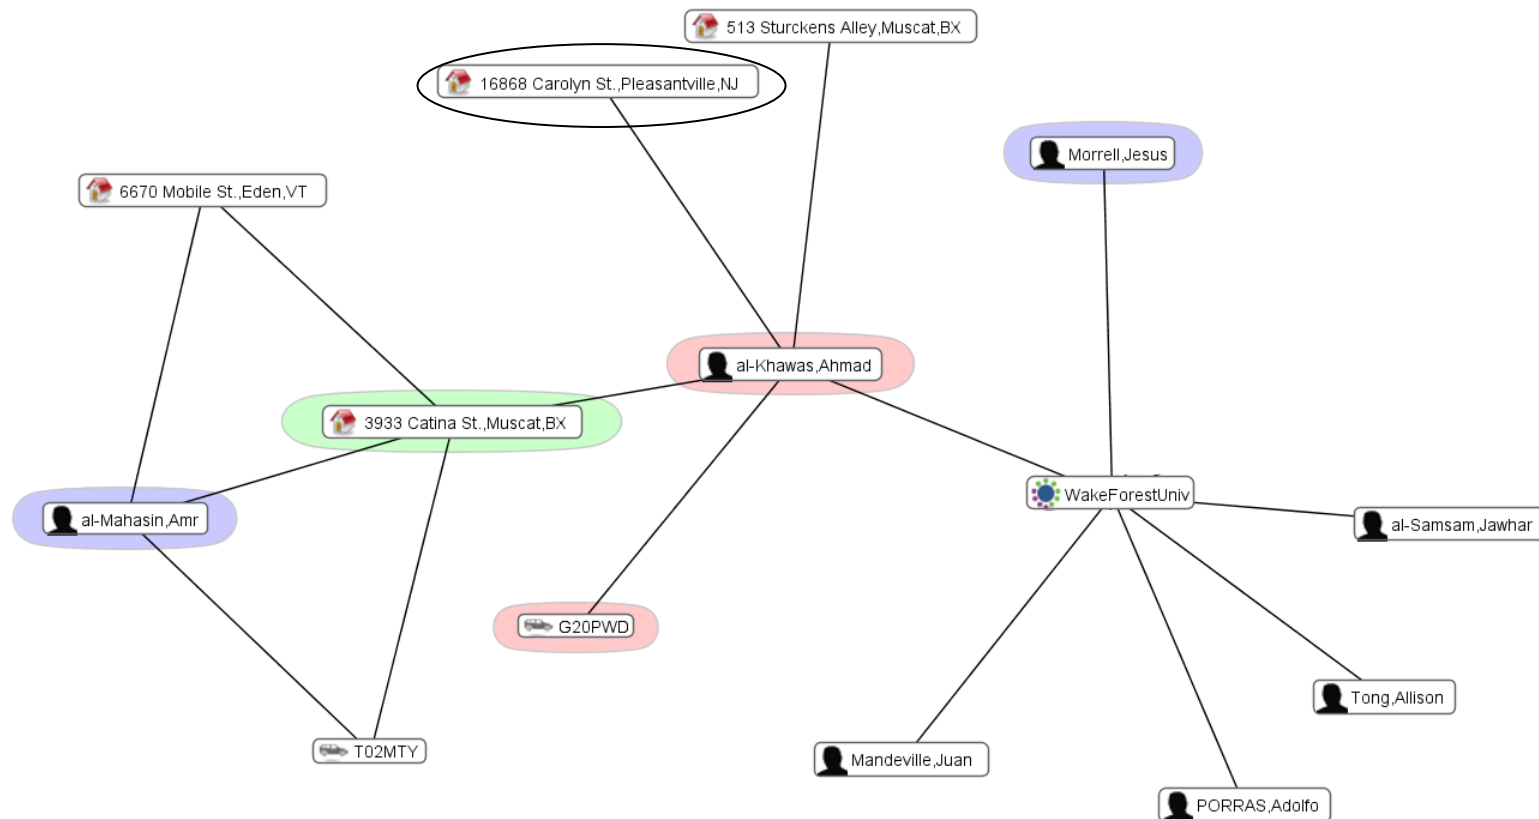 513 Sturckens Alley,Muscat,BX
16868 Carolyn St.,Pleasantville,NJ
Morrell,Jesus
6670 Mobile St.,Eden,VT
al-Khawas,Ahmad
3933 Catina St.,Muscat,BX
WakeForestUniv
al-Mahasin,Amr
al-Samsam,Jawhar
G20PWD
Tong,Allison
T02MTY
Mandeville,Juan
PORRAS,Adolfo